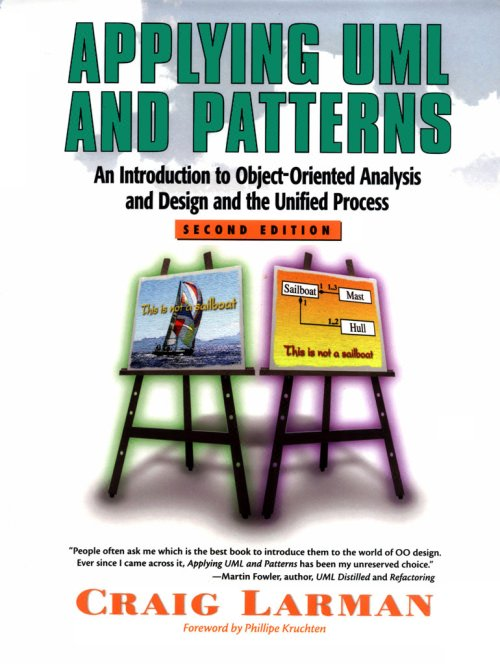 APPLYING UML
AND PATTERNS
An Introduction to Object-Oriented Analysis
and Design and the Unified Process
SECOND EDITION
This is not a sailboat
Sailboat
1
1..3
Mast
1
1..2
Hull
This is not a sailboat
"People often ask me which is the best book to introduce them to the world of OO design.
Ever since I came across it, Applying UML and Patterns has been my unreserved choice."
—Martin Fowler, author, UML Distilled and Refactoring
CRAIG LARMAN
Foreword by Phillipe Kruchten